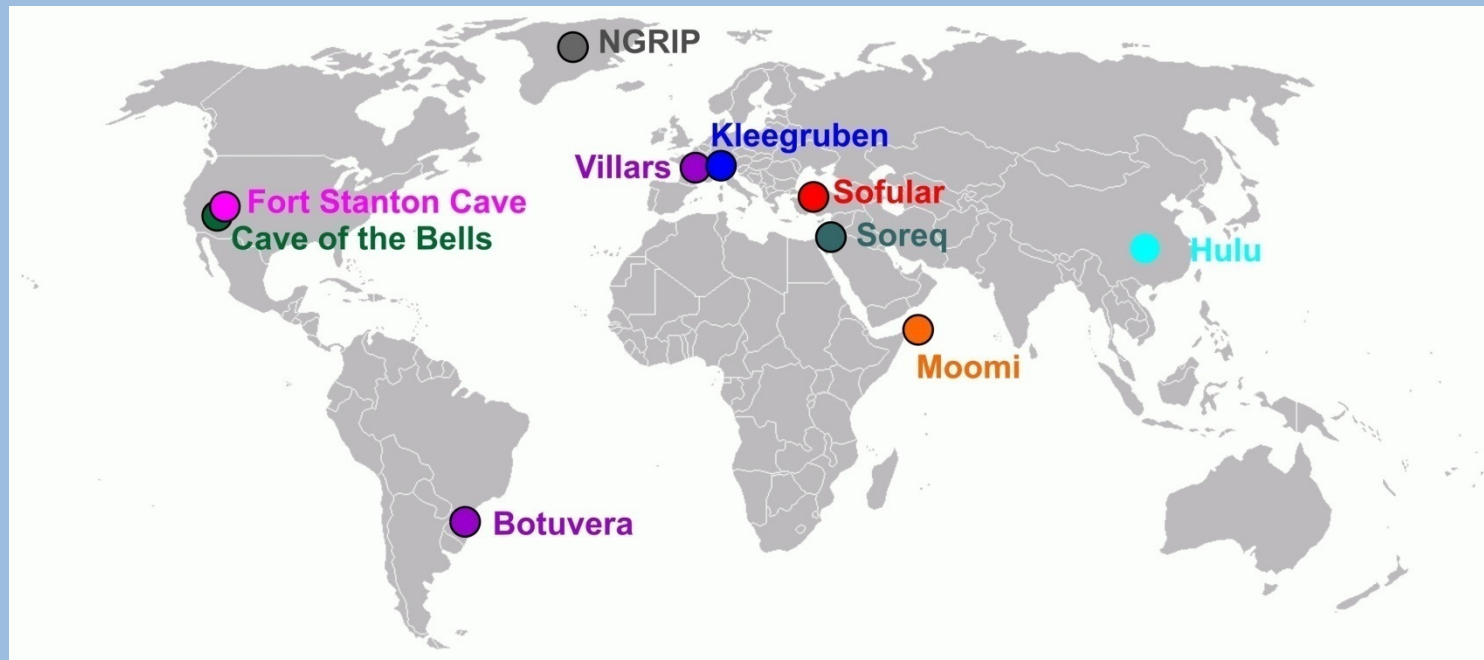 NGRIP
Kleegruben
Villars
Sofular
Fort Stanton Cave
Cave of the Bells
Soreq
Hulu
Moomi
Botuvera